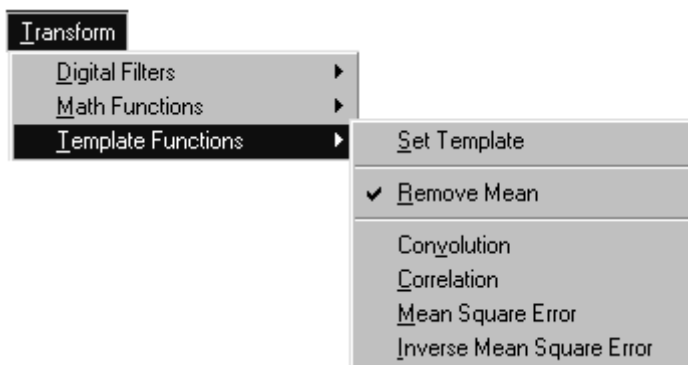 Transform
Digital Filters
Math Functions
Template Functions
Set Template
Remove Mean
Convolution
Correlation
Mean Square Error
Inverse Mean Square Error